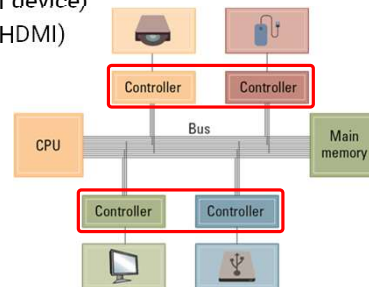 device)
HDMI)
Controller
Controller
Bus
CPU
Main
memory
Controller
Controller